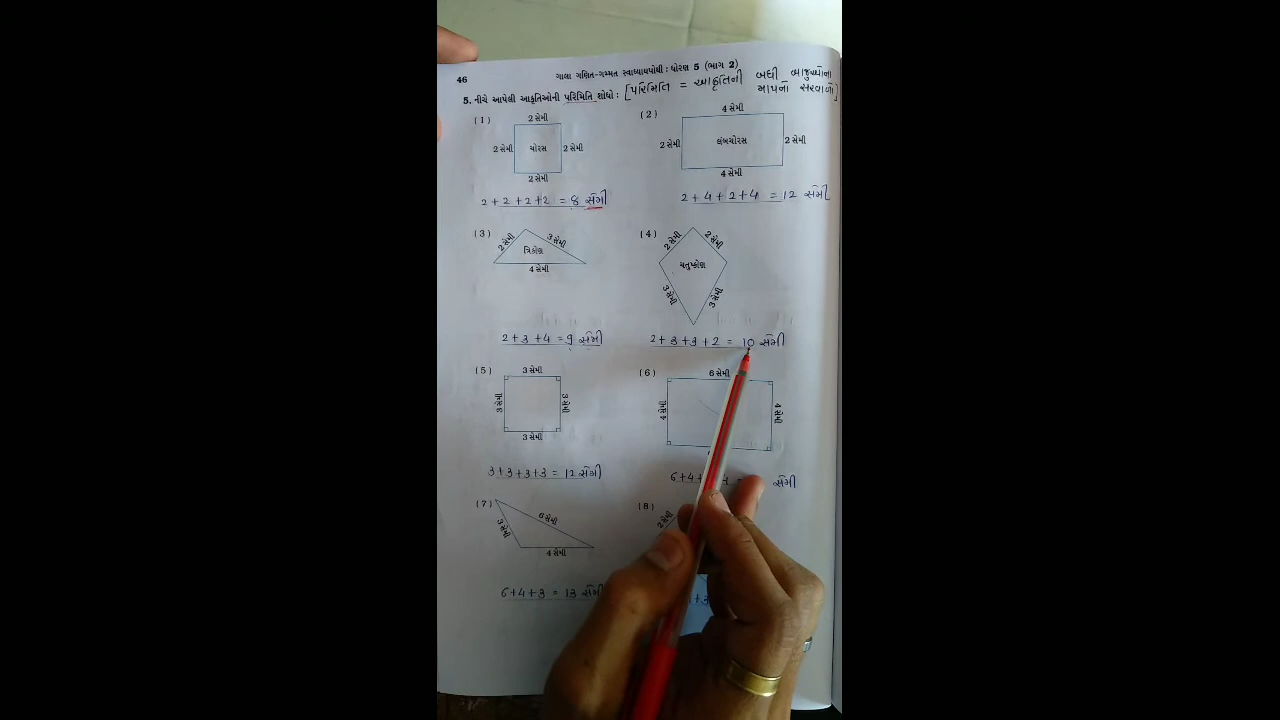 46
ગાલા ગણિત-ગમ્મત સ્વાધ્યાયપોથી : ધોરણ 5 (ભાગ 2)
5. નીચે આપેલી આકૃતિઓની પરિમિતિ શોધો : [પરિમિતિ = આકૃતિની બધી બાજુઓના
માપનો સરવાળો]
(1)
2 સેમી
2 સેમી ચોરસ 2 સેમી
2 સેમી
2 + 2 + 2 + 2 = 8 સેમી
(2)
4 સેમી
2 સેમી લંબચોરસ 2 સેમી
4 સેમી
2 + 4 + 2 + 4 = 12 સેમી
(3)
2 સેમી 3 સેમી
ત્રિકોણ
4 સેમી
2 + 3 + 4 = 9 સેમી
(4)
2 સેમી 2 સેમી
ચતુષ્કોણ
3 સેમી 3 સેમી
2 + 3 + 3 + 2 = 10 સેમી
(5)
3 સેમી
3 સેમી 3 સેમી
3 સેમી
3 + 3 + 3 + 3 = 12 સેમી
(6)
6 સેમી
4 સેમી 4 સેમી
6 + 4 + સેમી
(7)
3 સેમી 6 સેમી
4 સેમી
6 + 4 + 3 = 13 સેમી
(8)
2 સેમી